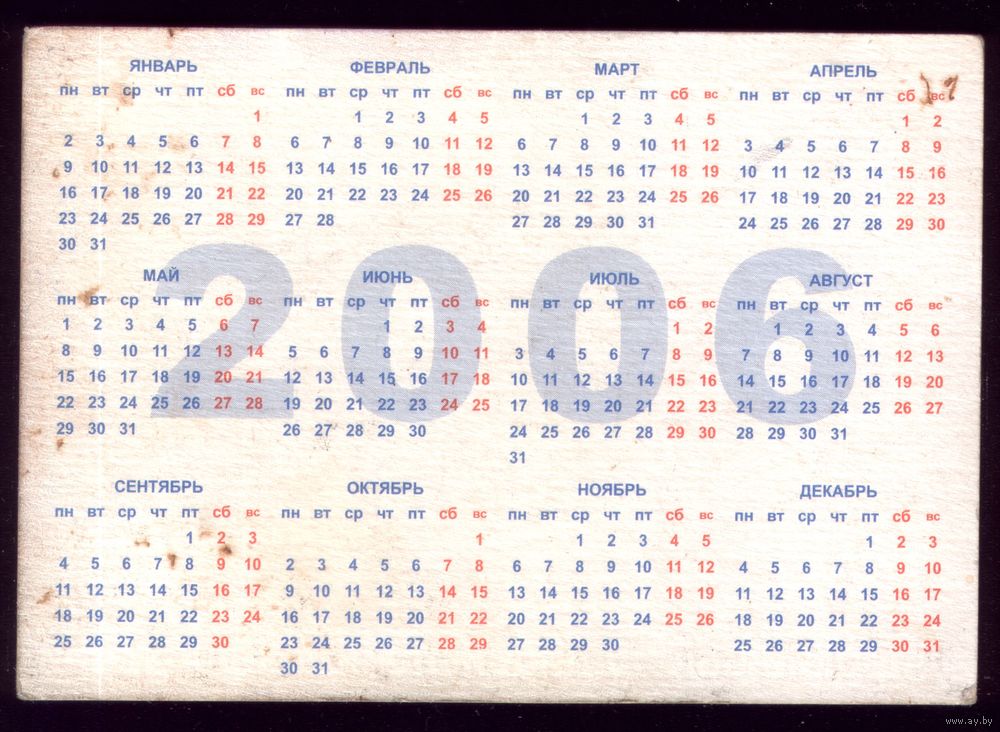 ЯНВАРЬ
пн вт ср чт пт сб вс
1
2 3 4 5 6 7 8
9 10 11 12 13 14 15
16 17 18 19 20 21 22
23 24 25 26 27 28 29
30 31
ФЕВРАЛЬ
пн вт ср чт пт сб вс
1 2 3 4 5
6 7 8 9 10 11 12
13 14 15 16 17 18 19
20 21 22 23 24 25 26
27 28
МАРТ
пн вт ср чт пт сб вс
1 2 3 4 5
6 7 8 9 10 11 12
13 14 15 16 17 18 19
20 21 22 23 24 25 26
27 28 29 30 31
АПРЕЛЬ
пн вт ср чт пт сб вс
1 2
3 4 5 6 7 8 9
10 11 12 13 14 15 16
17 18 19 20 21 22 23
24 25 26 27 28 29 30
2006
МАЙ
пн вт ср чт пт сб вс
1 2 3 4 5 6 7
8 9 10 11 12 13 14
15 16 17 18 19 20 21
22 23 24 25 26 27 28
29 30 31
ИЮНЬ
пн вт ср чт пт сб вс
1 2 3 4
5 6 7 8 9 10 11
12 13 14 15 16 17 18
19 20 21 22 23 24 25
26 27 28 29 30
ИЮЛЬ
пн вт ср чт пт сб вс
1 2
3 4 5 6 7 8 9
10 11 12 13 14 15 16
17 18 19 20 21 22 23
24 25 26 27 28 29 30
31
АВГУСТ
пн вт ср чт пт сб вс
1 2 3 4 5 6
7 8 9 10 11 12 13
14 15 16 17 18 19 20
21 22 23 24 25 26 27
28 29 30 31
СЕНТЯБРЬ
пн вт ср чт пт сб вс
1 2 3
4 5 6 7 8 9 10
11 12 13 14 15 16 17
18 19 20 21 22 23 24
25 26 27 28 29 30
ОКТЯБРЬ
пн вт ср чт пт сб вс
1
2 3 4 5 6 7 8
9 10 11 12 13 14 15
16 17 18 19 20 21 22
23 24 25 26 27 28 29
30 31
НОЯБРЬ
пн вт ср чт пт сб вс
1 2 3 4 5
6 7 8 9 10 11 12
13 14 15 16 17 18 19
20 21 22 23 24 25 26
27 28 29 30
ДЕКАБРЬ
пн вт ср чт пт сб вс
1 2 3
4 5 6 7 8 9 10
11 12 13 14 15 16 17
18 19 20 21 22 23 24
25 26 27 28 29 30 31
www.ay.by